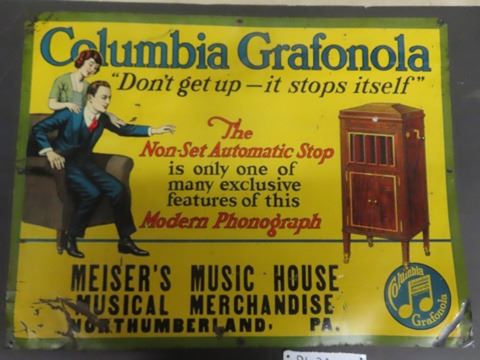 Columbia Grafonola
"Don't get up – it stops itself"
The
Non-Set Automatic Stop
is only one of
many exclusive
features of this
Modern Phonograph
MEISER'S MUSIC HOUSE
MUSICAL MERCHANDISE
NORTHUMBERLAND, PA.
Columbia
Grafonola